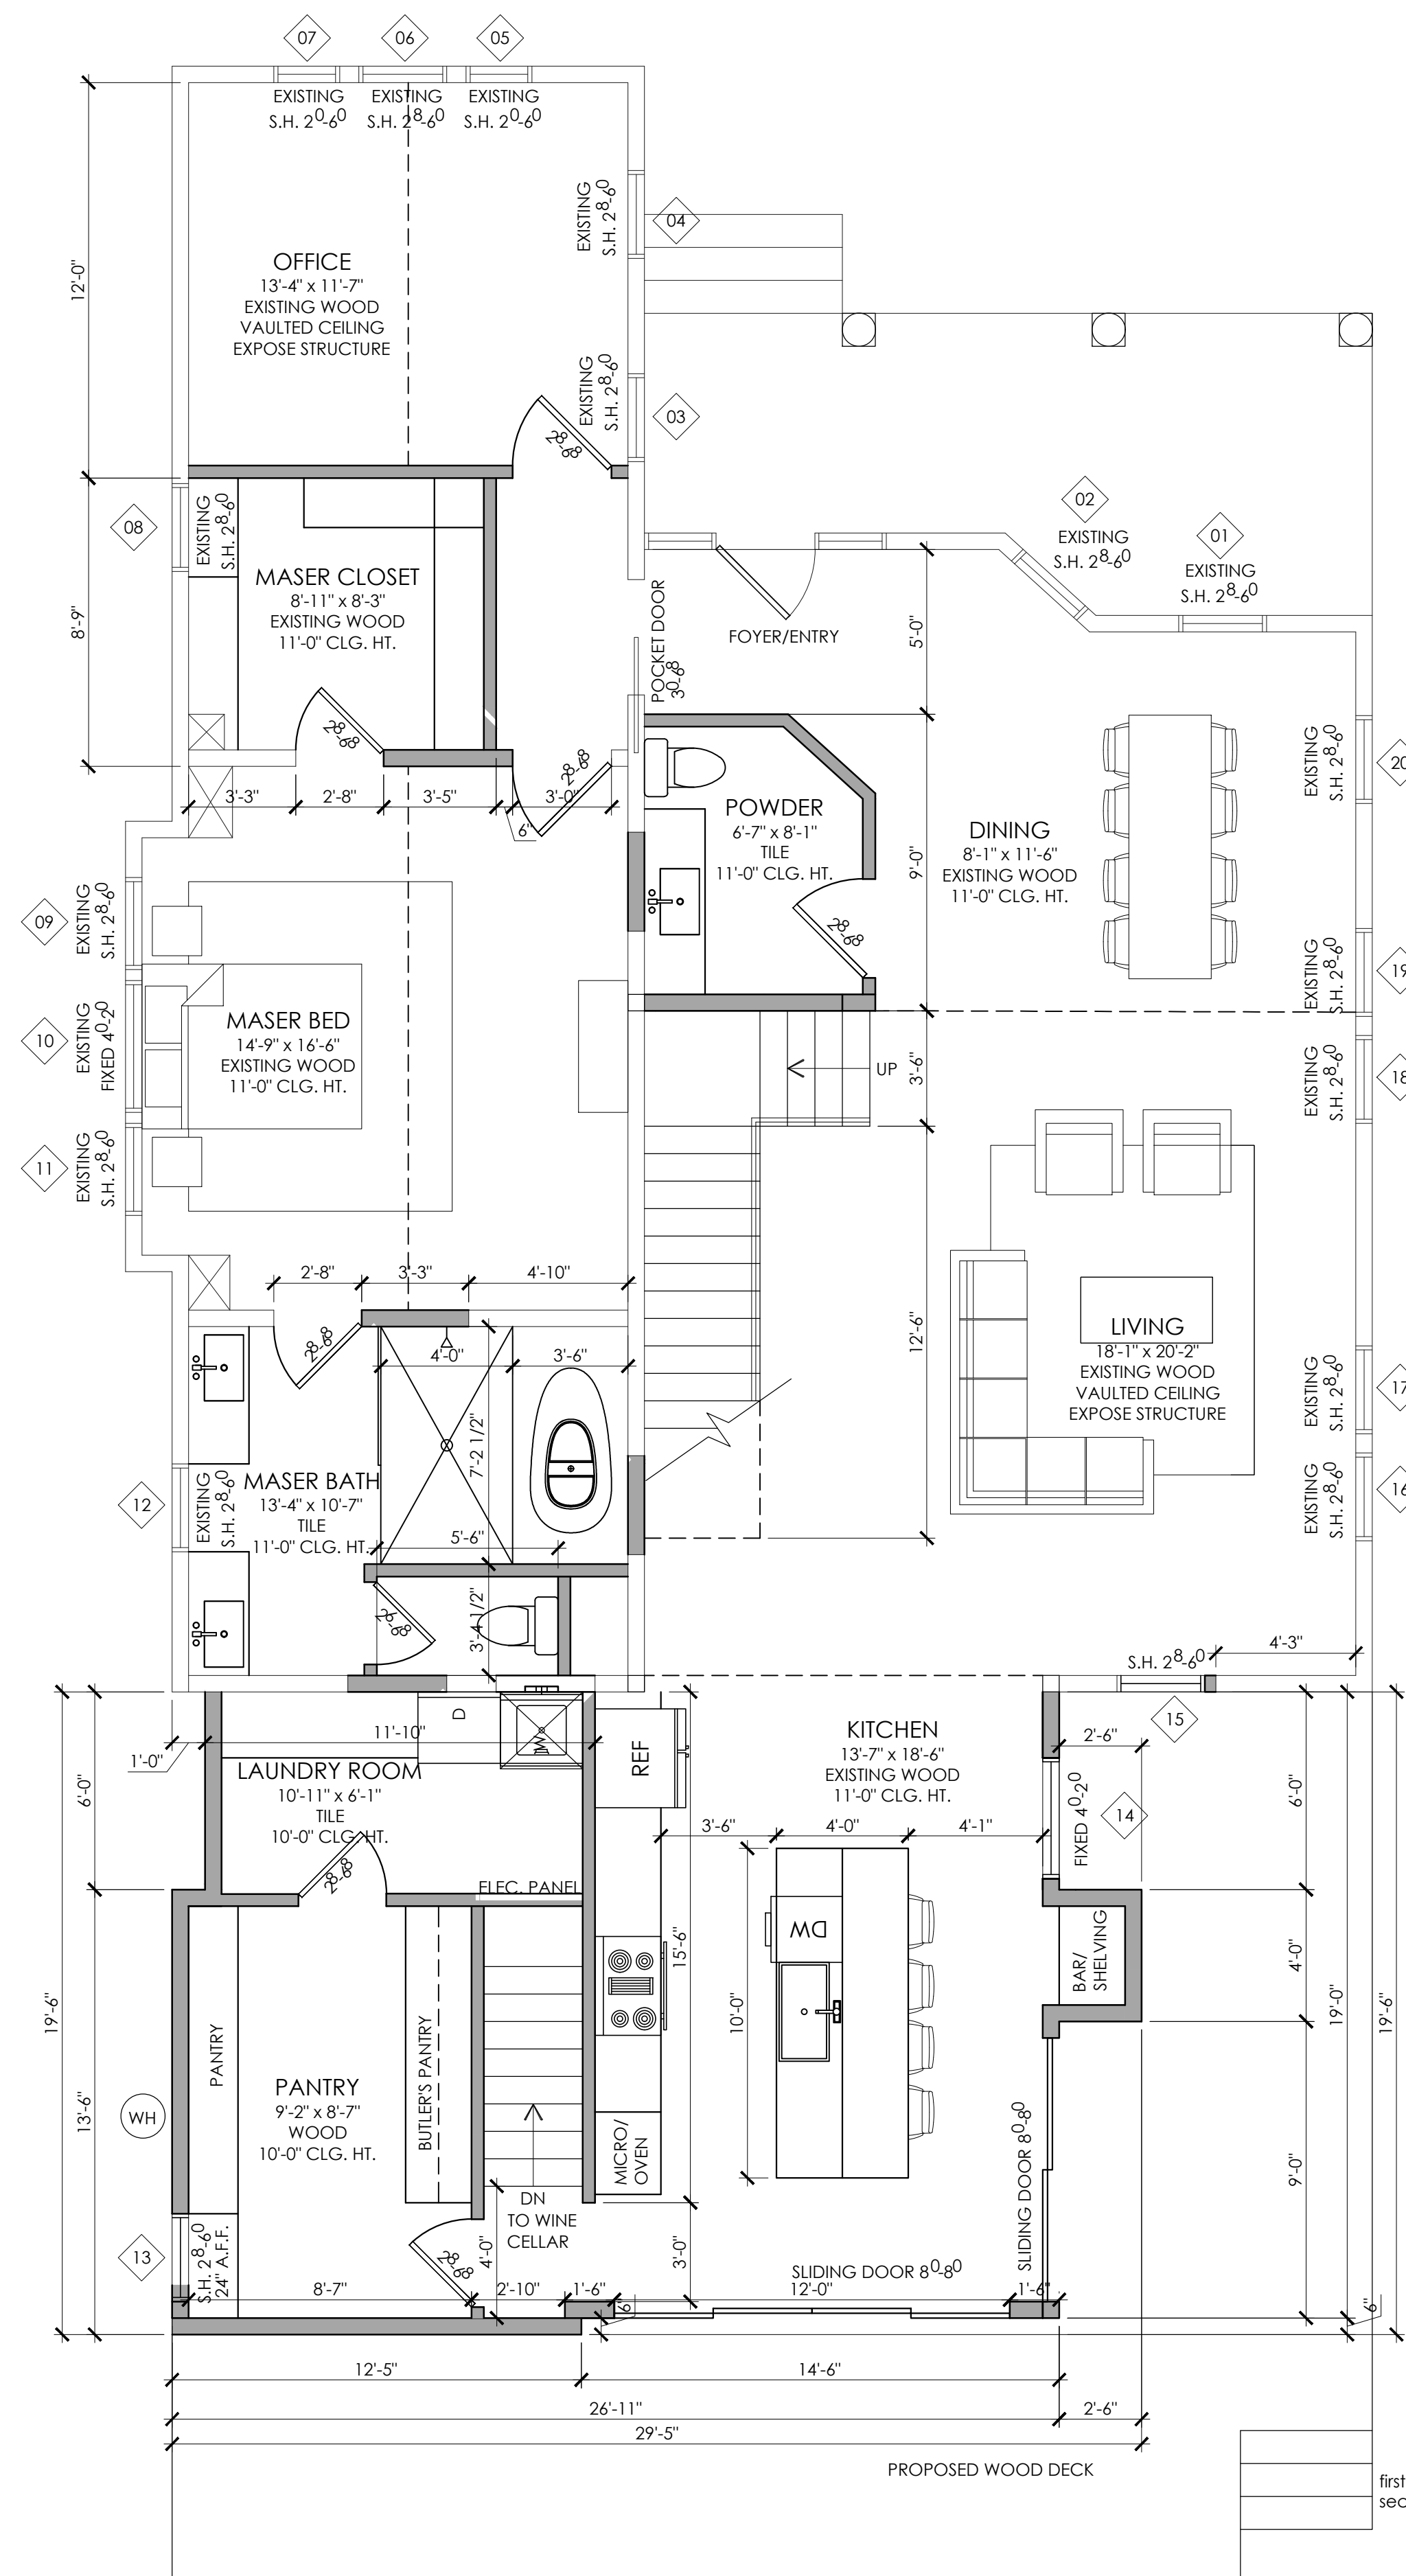 07
06
05
EXISTING
S.H. 2⁸-6⁰
EXISTING
S.H. 2⁰-6⁰
EXISTING
S.H. 2⁰-6⁰
EXISTING
S.H. 2⁸-6⁰
04
12'-0"
OFFICE
13'-4" x 11'-7"
EXISTING WOOD
VAULTED CEILING
EXPOSE STRUCTURE
EXISTING
S.H. 2⁸-6⁰
03
2⁸-6⁸
08
EXISTING
S.H. 2⁸-6⁰
02
EXISTING
S.H. 2⁸-6⁰
01
EXISTING
S.H. 2⁸-6⁰
MASER CLOSET
8'-11" x 8'-3"
EXISTING WOOD
11'-0" CLG. HT.
8'-9"
POCKET DOOR
3⁰-6⁸
FOYER/ENTRY
5'-0"
2⁸-6⁸
2⁸-6⁸
3'-3"
2'-8"
3'-5"
3'-0"
6"
POWDER
6'-7" x 8'-1"
TILE
11'-0" CLG. HT.
2⁸-6⁸
9'-0"
DINING
8'-1" x 11'-6"
EXISTING WOOD
11'-0" CLG. HT.
EXISTING
S.H. 2⁸-6⁰
20
EXISTING
S.H. 2⁸-6⁰
19
09
EXISTING
S.H. 2⁸-6⁰
10
EXISTING
FIXED 4⁰-2⁰
11
EXISTING
S.H. 2⁸-6⁰
MASER BED
14'-9" x 16'-6"
EXISTING WOOD
11'-0" CLG. HT.
UP
3'-6"
EXISTING
S.H. 2⁸-6⁰
18
2'-8"
3'-3"
4'-10"
2⁸-6⁸
4'-0"
3'-6"
12'-6"
LIVING
18'-1" x 20'-2"
EXISTING WOOD
VAULTED CEILING
EXPOSE STRUCTURE
EXISTING
S.H. 2⁸-6⁰
17
EXISTING
S.H. 2⁸-6⁰
16
7'-2 1/2"
12
EXISTING
S.H. 2⁸-6⁰
MASER BATH
13'-4" x 10'-7"
TILE
11'-0" CLG. HT.
5'-6"
2⁶-6⁸
3'-4 1/2"
4'-3"
S.H. 2⁸-6⁰
15
11'-10"
D
1'-0"
6'-0"
LAUNDRY ROOM
10'-11" x 6'-1"
TILE
10'-0" CLG. HT.
2⁸-6⁸
ELEC. PANEL
REF
KITCHEN
13'-7" x 18'-6"
EXISTING WOOD
11'-0" CLG. HT.
3'-6"
4'-0"
4'-1"
2'-6"
FIXED 4⁰-2⁰
14
6'-0"
DW
10'-0"
15'-6"
BAR/
SHELVING
4'-0"
19'-0"
19'-6"
19'-6"
13'-6"
WH
PANTRY
PANTRY
9'-2" x 8'-7"
WOOD
10'-0" CLG. HT.
BUTLER'S PANTRY
MICRO/
OVEN
DN
TO WINE
CELLAR
SLIDING DOOR 8⁰-8⁰
9'-0"
13
S.H. 2⁸-6⁰
24" A.F.F.
2⁸-6⁸
4'-0"
3'-0"
SLIDING DOOR 8⁰-8⁰
8'-7"
2'-10"
1'-6"
12'-0"
1'-6"
6"
6"
12'-5"
14'-6"
26'-11"
2'-6"
29'-5"
PROPOSED WOOD DECK
first